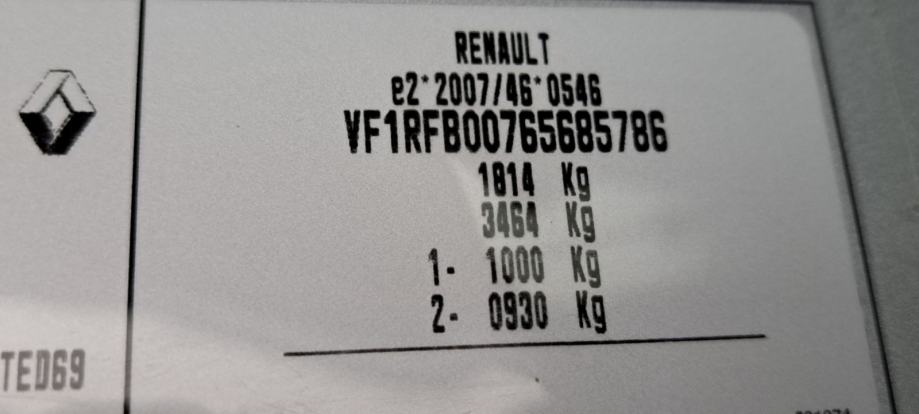 RENAULT
e2*2007/46*0546
VF1RFB00765685786
1814 Kg
3464 Kg
1- 1000 Kg
2- 0930 Kg
TED69